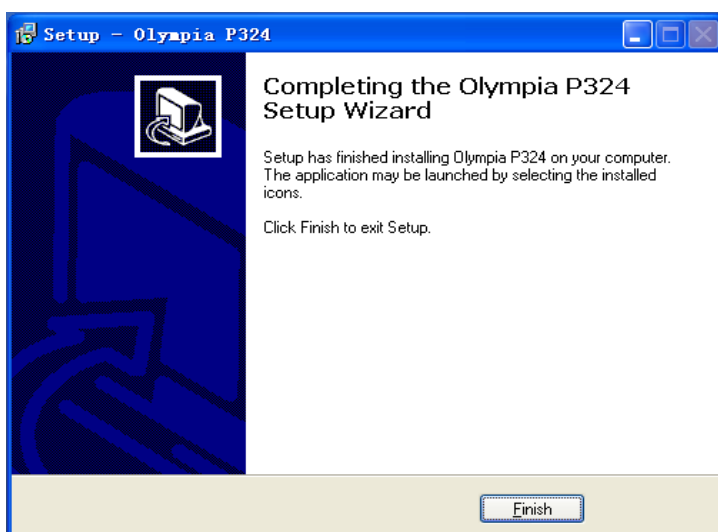 Setup - Olympia P324
Completing the Olympia P324
Setup Wizard
Setup has finished installing Olympia P324 on your computer.
The application may be launched by selecting the installed
icons.
Click Finish to exit Setup.
Finish